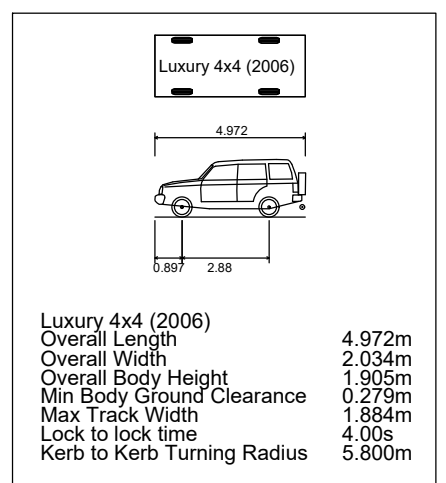 Luxury 4x4 (2006)
4.972
0.897 2.88
Luxury 4x4 (2006)
Overall Length 4.972m
Overall Width 2.034m
Overall Body Height 1.905m
Min Body Ground Clearance 0.279m
Max Track Width 1.884m
Lock to lock time 4.00s
Kerb to Kerb Turning Radius 5.800m